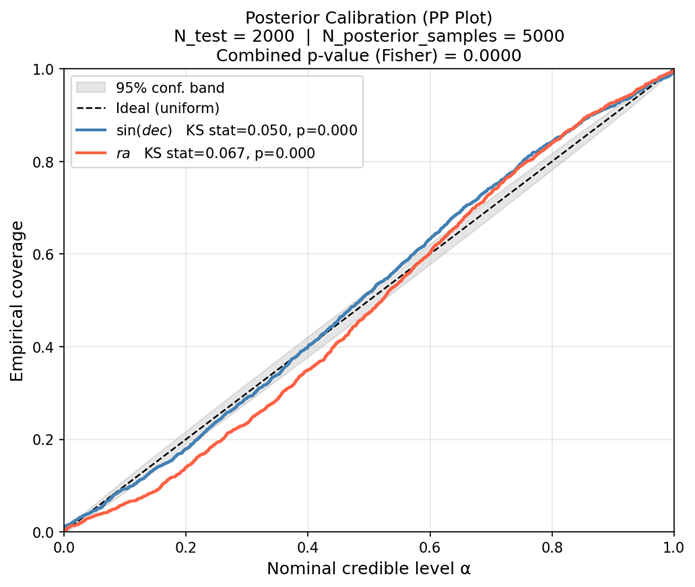 Posterior Calibration (PP Plot)
N_test = 2000 | N_posterior_samples = 5000
Combined p-value (Fisher) = 0.0000
95% conf. band
Ideal (uniform)
sin(dec) KS stat=0.050, p=0.000
ra KS stat=0.067, p=0.000
Empirical coverage
1.0
0.8
0.6
0.4
0.2
0.0
0.0 0.2 0.4 0.6 0.8 1.0
Nominal credible level α